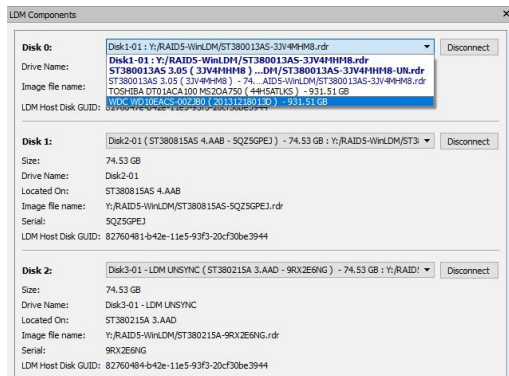 LDM Components
Disk 0: Disk1-01 : Y:/RAID5-WinLDM/ST380013AS-3JV4MHM8.rdr Disconnect
Disk1-01 : Y:/RAID5-WinLDM/ST380013AS-3JV4MHM8.rdr
Drive Name: ST380013AS 3.05 ( 3JV4MHM8 ) ...DM/ST380013AS-3JV4MHM8-UN.rdr
ST380013AS 3.05 ( 3JV4MHM8 ) - 74....AID5-WinLDM/ST380013AS-3JV4MHM8.rdr
Image file name: TOSHIBA DT01ACA100 MS2OA750 ( 44H5ATLKS ) - 931.51 GB
WDC WD10EACS-00ZJB0 ( 20131218013D ) - 931.51 GB
LDM Host Disk GUID:
Disk 1: Disk2-01 (ST380815AS 4.AAB - 5QZ5GPEJ ) - 74.53 GB : Y:/RAID5-WinLDM/ST3 Disconnect
Size: 74.53 GB
Drive Name: Disk2-01
Located On: ST380815AS 4.AAB
Image file name: Y:/RAID5-WinLDM/ST380815AS-5QZ5GPEJ.rdr
Serial: 5QZ5GPEJ
LDM Host Disk GUID: 82760481-b42e-11e5-93f3-20cf30be3944
Disk 2: Disk3-01 - LDM UNSYNC ( ST380215A 3.AAD - 9RX2E6NG ) - 74.53 GB : Y:/RAID! Disconnect
Size: 74.53 GB
Drive Name: Disk3-01 - LDM UNSYNC
Located On: ST380215A 3.AAD
Image file name: Y:/RAID5-WinLDM/ST380215A-9RX2E6NG.rdr
Serial: 9RX2E6NG
LDM Host Disk GUID: 82760484-b42e-11e5-93f3-20cf30be3944